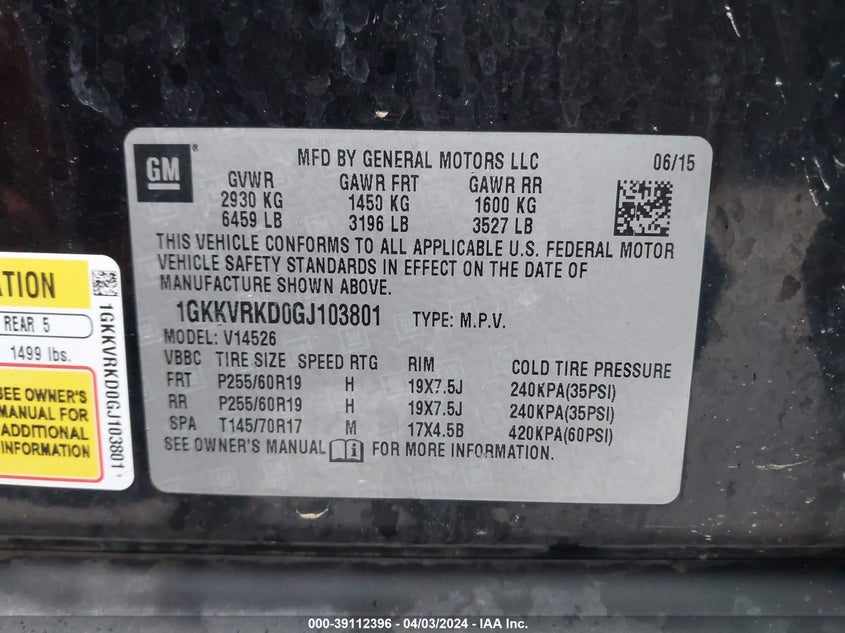 GM
®
MFD BY GENERAL MOTORS LLC
06/15
GVWR GAWR FRT GAWR RR
2930 KG 1450 KG 1600 KG
6459 LB 3196 LB 3527 LB
THIS VEHICLE CONFORMS TO ALL APPLICABLE U.S. FEDERAL MOTOR
VEHICLE SAFETY STANDARDS IN EFFECT ON THE DATE OF
MANUFACTURE SHOWN ABOVE.
1GKKVRKD0GJ103801 TYPE: M.P.V.
MODEL: V14526
VBBC TIRE SIZE SPEED RTG RIM COLD TIRE PRESSURE
FRT P255/60R19 H 19X7.5J 240KPA(35PSI)
RR P255/60R19 H 19X7.5J 240KPA(35PSI)
SPA T145/70R17 M 17X4.5B 420KPA(60PSI)
SEE OWNER'S MANUAL FOR MORE INFORMATION.
REAR 5
1499 lbs.
SEE OWNER'S
MANUAL FOR
ADDITIONAL
INFORMATION
1GKKVRKD0GJ103801
000-39112396 - 04/03/2024 - IAA Inc.